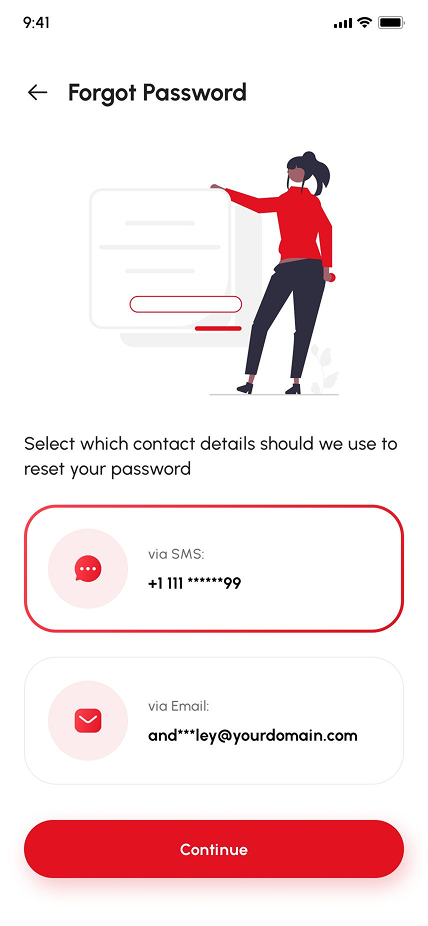 9:41
Forgot Password
Select which contact details should we use to
reset your password
via SMS:
+1 111 ******99
via Email:
and***ley@yourdomain.com
Continue